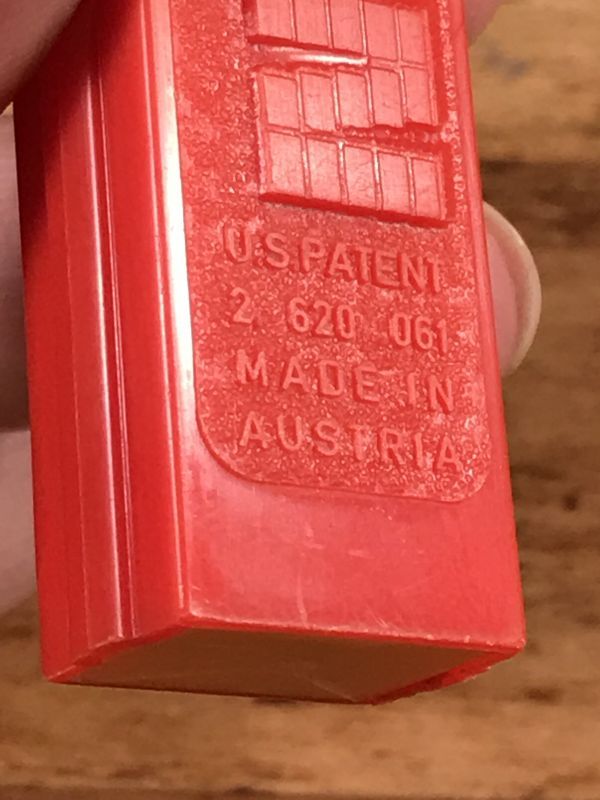 Z
U.S.PATENT
2 620 061
MADE IN
AUSTRIA